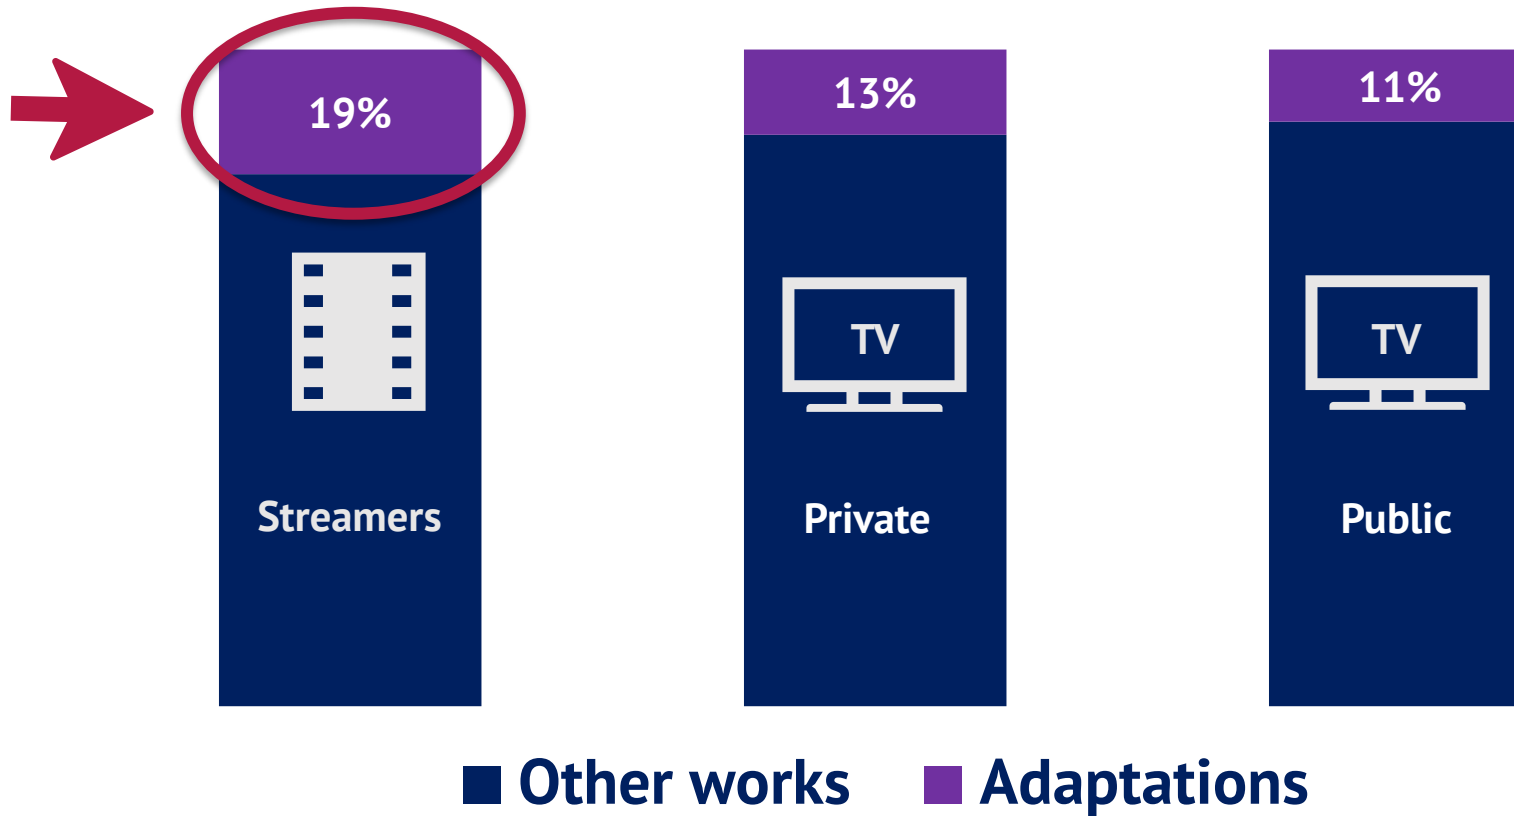 19%
13%
11%
TV
TV
Streamers
Private
Public
Other works
Adaptations